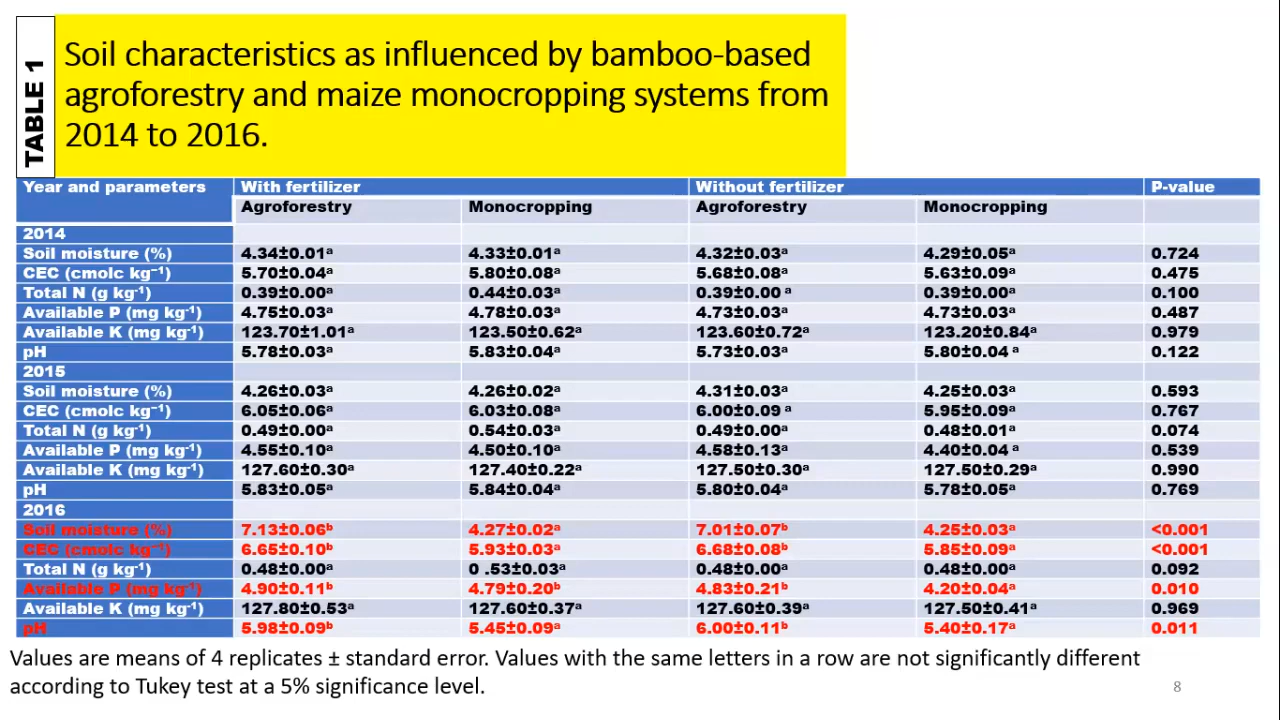 TABLE 1
Soil characteristics as influenced by bamboo-based
agroforestry and maize monocropping systems from
2014 to 2016.
Year and parameters With fertilizer Without fertilizer P-value
Agroforestry Monocropping Agroforestry Monocropping
2014
Soil moisture (%) 4.34±0.01ᵃ 4.33±0.01ᵃ 4.32±0.03ᵃ 4.29±0.05ᵃ 0.724
CEC (cmolc kg⁻¹) 5.70±0.04ᵃ 5.80±0.08ᵃ 5.68±0.08ᵃ 5.63±0.09ᵃ 0.475
Total N (g kg⁻¹) 0.39±0.00ᵃ 0.44±0.03ᵃ 0.39±0.00 ᵃ 0.39±0.00ᵃ 0.100
Available P (mg kg⁻¹) 4.75±0.03ᵃ 4.78±0.03ᵃ 4.73±0.03ᵃ 4.73±0.03ᵃ 0.487
Available K (mg kg⁻¹) 123.70±1.01ᵃ 123.50±0.62ᵃ 123.60±0.72ᵃ 123.20±0.84ᵃ 0.979
pH 5.78±0.03ᵃ 5.83±0.04ᵃ 5.73±0.03ᵃ 5.80±0.04 ᵃ 0.122
2015
Soil moisture (%) 4.26±0.03ᵃ 4.26±0.02ᵃ 4.31±0.03ᵃ 4.25±0.03ᵃ 0.593
CEC (cmolc kg⁻¹) 6.05±0.06ᵃ 6.03±0.08ᵃ 6.00±0.09 ᵃ 5.95±0.09ᵃ 0.767
Total N (g kg⁻¹) 0.49±0.00ᵃ 0.54±0.03ᵃ 0.49±0.00ᵃ 0.48±0.01ᵃ 0.074
Available P (mg kg⁻¹) 4.55±0.10ᵃ 4.50±0.10ᵃ 4.58±0.13ᵃ 4.40±0.04 ᵃ 0.539
Available K (mg kg⁻¹) 127.60±0.30ᵃ 127.40±0.22ᵃ 127.50±0.30ᵃ 127.50±0.29ᵃ 0.990
pH 5.83±0.05ᵃ 5.84±0.04ᵃ 5.80±0.04ᵃ 5.78±0.05ᵃ 0.769
2016
Soil moisture (%) 7.13±0.06ᵇ 4.27±0.02ᵃ 7.01±0.07ᵇ 4.25±0.03ᵃ <0.001
CEC (cmolc kg⁻¹) 6.65±0.10ᵇ 5.93±0.03ᵃ 6.68±0.08ᵇ 5.85±0.09ᵃ <0.001
Total N (g kg⁻¹) 0.48±0.00ᵃ 0 .53±0.03ᵃ 0.48±0.00ᵃ 0.48±0.00ᵃ 0.092
Available P (mg kg⁻¹) 4.90±0.11ᵇ 4.79±0.20ᵇ 4.83±0.21ᵇ 4.20±0.04ᵃ 0.010
Available K (mg kg⁻¹) 127.80±0.53ᵃ 127.60±0.37ᵃ 127.60±0.39ᵃ 127.50±0.41ᵃ 0.969
pH 5.98±0.09ᵇ 5.45±0.09ᵃ 6.00±0.11ᵇ 5.40±0.17ᵃ 0.011
Values are means of 4 replicates ± standard error. Values with the same letters in a row are not significantly different
according to Tukey test at a 5% significance level.
8